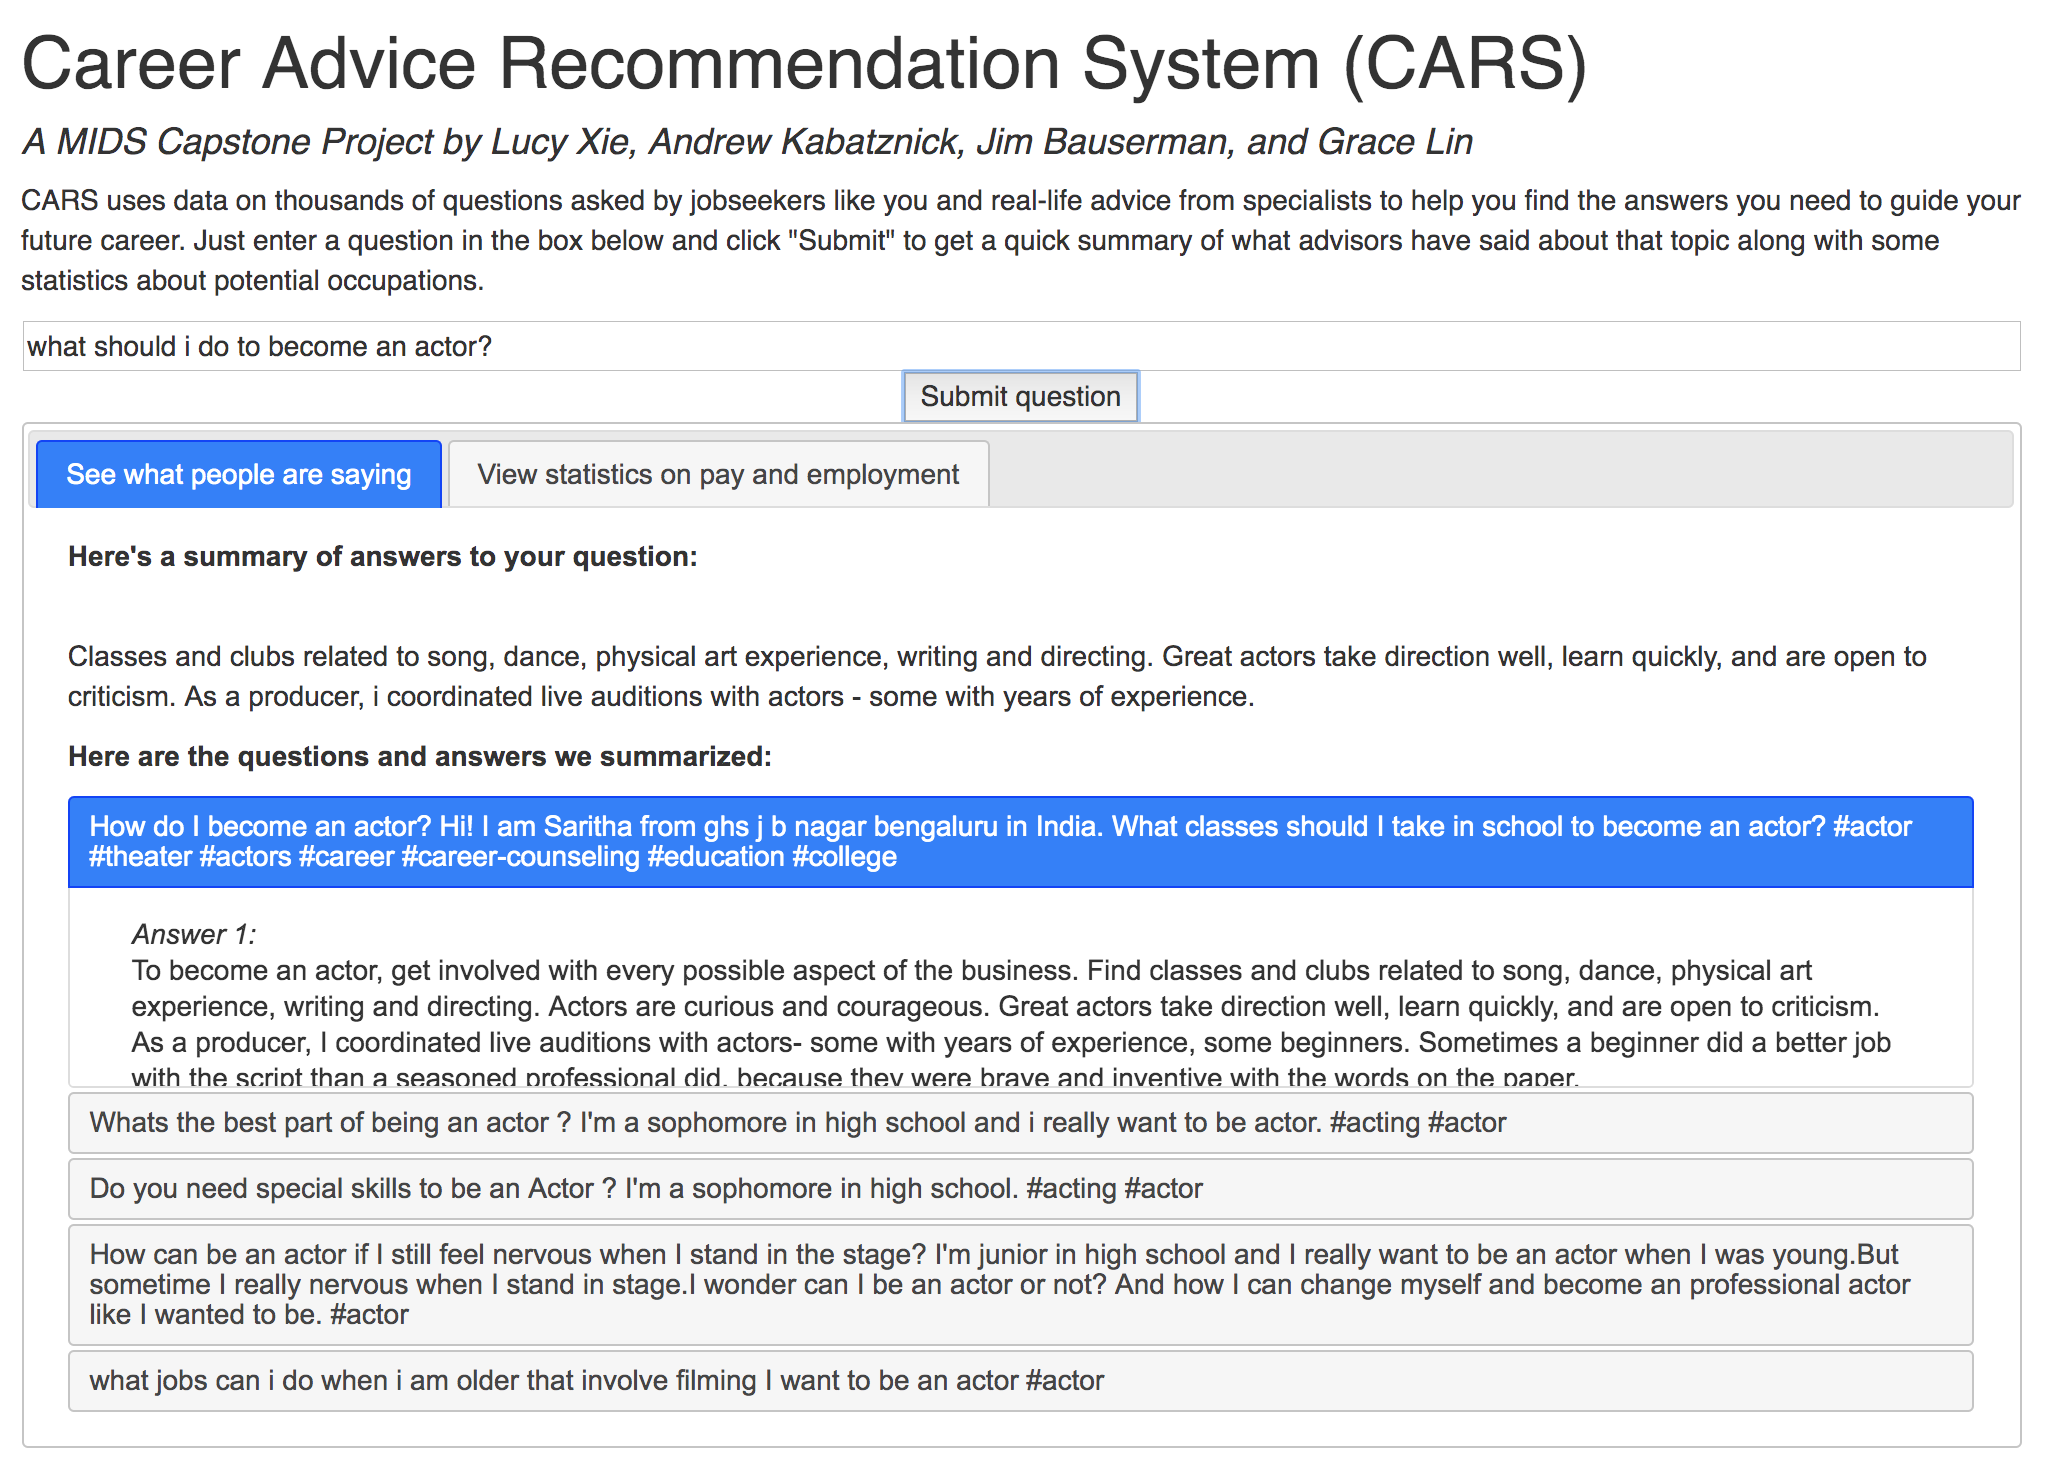 Career Advice Recommendation System (CARS)
A MIDS Capstone Project by Lucy Xie, Andrew Kabatznick, Jim Bauserman, and Grace Lin
CARS uses data on thousands of questions asked by jobseekers like you and real-life advice from specialists to help you find the answers you need to guide your
future career. Just enter a question in the box below and click "Submit" to get a quick summary of what advisors have said about that topic along with some
statistics about potential occupations.
what should i do to become an actor?
Submit question
See what people are saying
View statistics on pay and employment
Here's a summary of answers to your question:
Classes and clubs related to song, dance, physical art experience, writing and directing. Great actors take direction well, learn quickly, and are open to
criticism. As a producer, i coordinated live auditions with actors - some with years of experience.
Here are the questions and answers we summarized:
How do I become an actor? Hi! I am Saritha from ghs j b nagar bengaluru in India. What classes should I take in school to become an actor? #actor
#theater #actors #career #career-counseling #education #college
Answer 1:
To become an actor, get involved with every possible aspect of the business. Find classes and clubs related to song, dance, physical art
experience, writing and directing. Actors are curious and courageous. Great actors take direction well, learn quickly, and are open to criticism.
As a producer, I coordinated live auditions with actors- some with years of experience, some beginners. Sometimes a beginner did a better job
with the script than a seasoned professional did, because they were brave and inventive with the words on the paper.
Whats the best part of being an actor ? I'm a sophomore in high school and i really want to be actor. #acting #actor
Do you need special skills to be an Actor ? I'm a sophomore in high school. #acting #actor
How can be an actor if I still feel nervous when I stand in the stage? I'm junior in high school and I really want to be an actor when I was young.But
sometime I really nervous when I stand in stage.I wonder can I be an actor or not? And how I can change myself and become an professional actor
like I wanted to be. #actor
what jobs can i do when i am older that involve filming I want to be an actor #actor